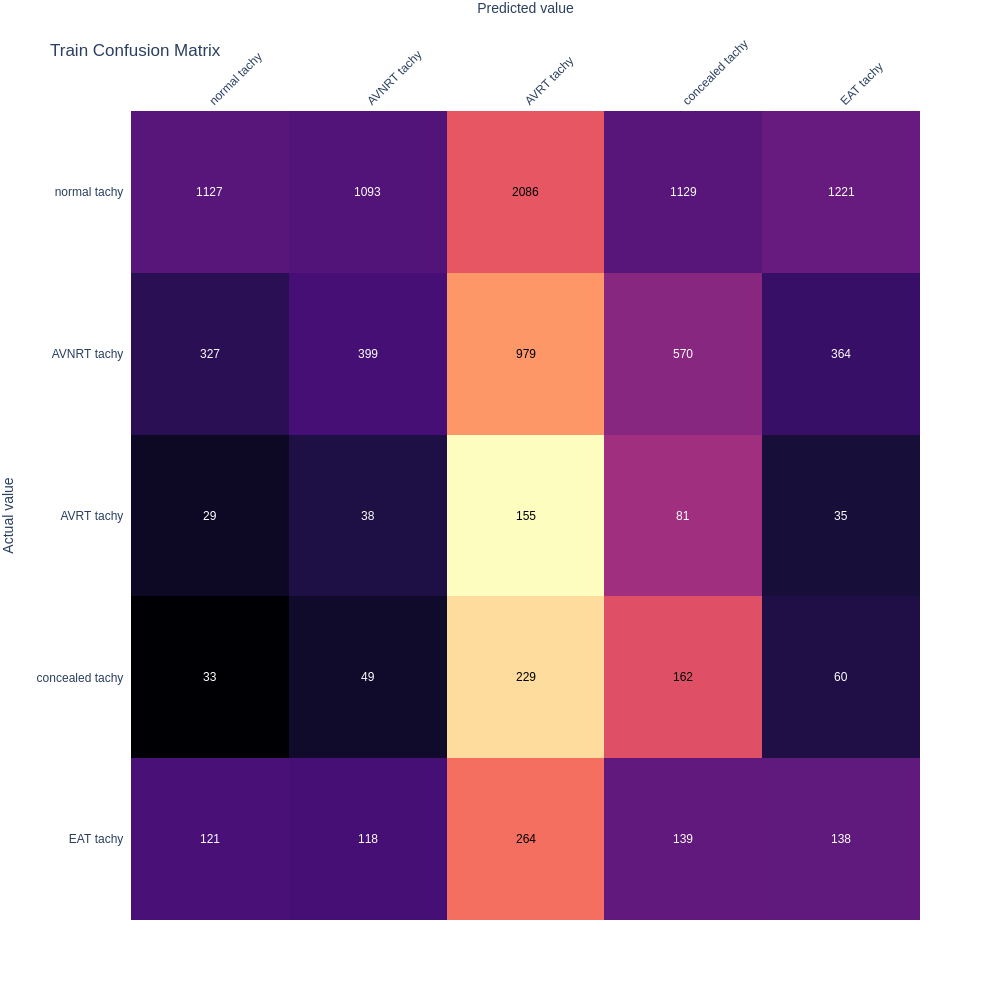 Predicted value
Train Confusion Matrix
normal tachy
AVNRT tachy
AVRT tachy
concealed tachy
EAT tachy
normal tachy 1127 1093 2086 1129 1221
AVNRT tachy 327 399 979 570 364
AVRT tachy 29 38 155 81 35
concealed tachy 33 49 229 162 60
EAT tachy 121 118 264 139 138
Actual value